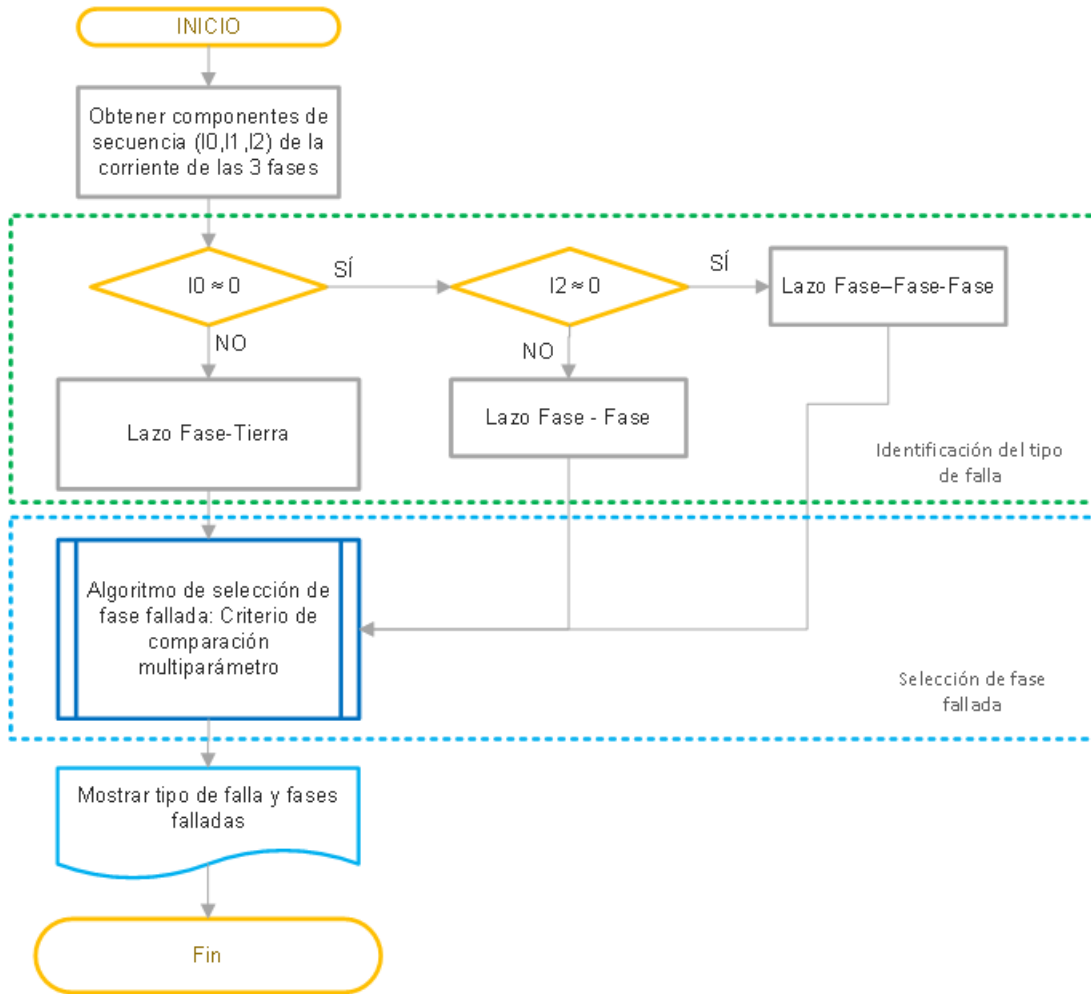 INICIO
Obtener componentes de
secuencia (I0,I1 ,I2) de la
corriente de las 3 fases
I0 ≈ 0
SÍ
I2 ≈ 0
SÍ
Lazo Fase–Fase-Fase
NO
NO
Lazo Fase-Tierra
Lazo Fase - Fase
Identificación del tipo
de falla
Algoritmo de selección de
fase fallada: Criterio de
comparación
multiparámetro
Selección de fase
fallada
Mostrar tipo de falla y fases
falladas
Fin